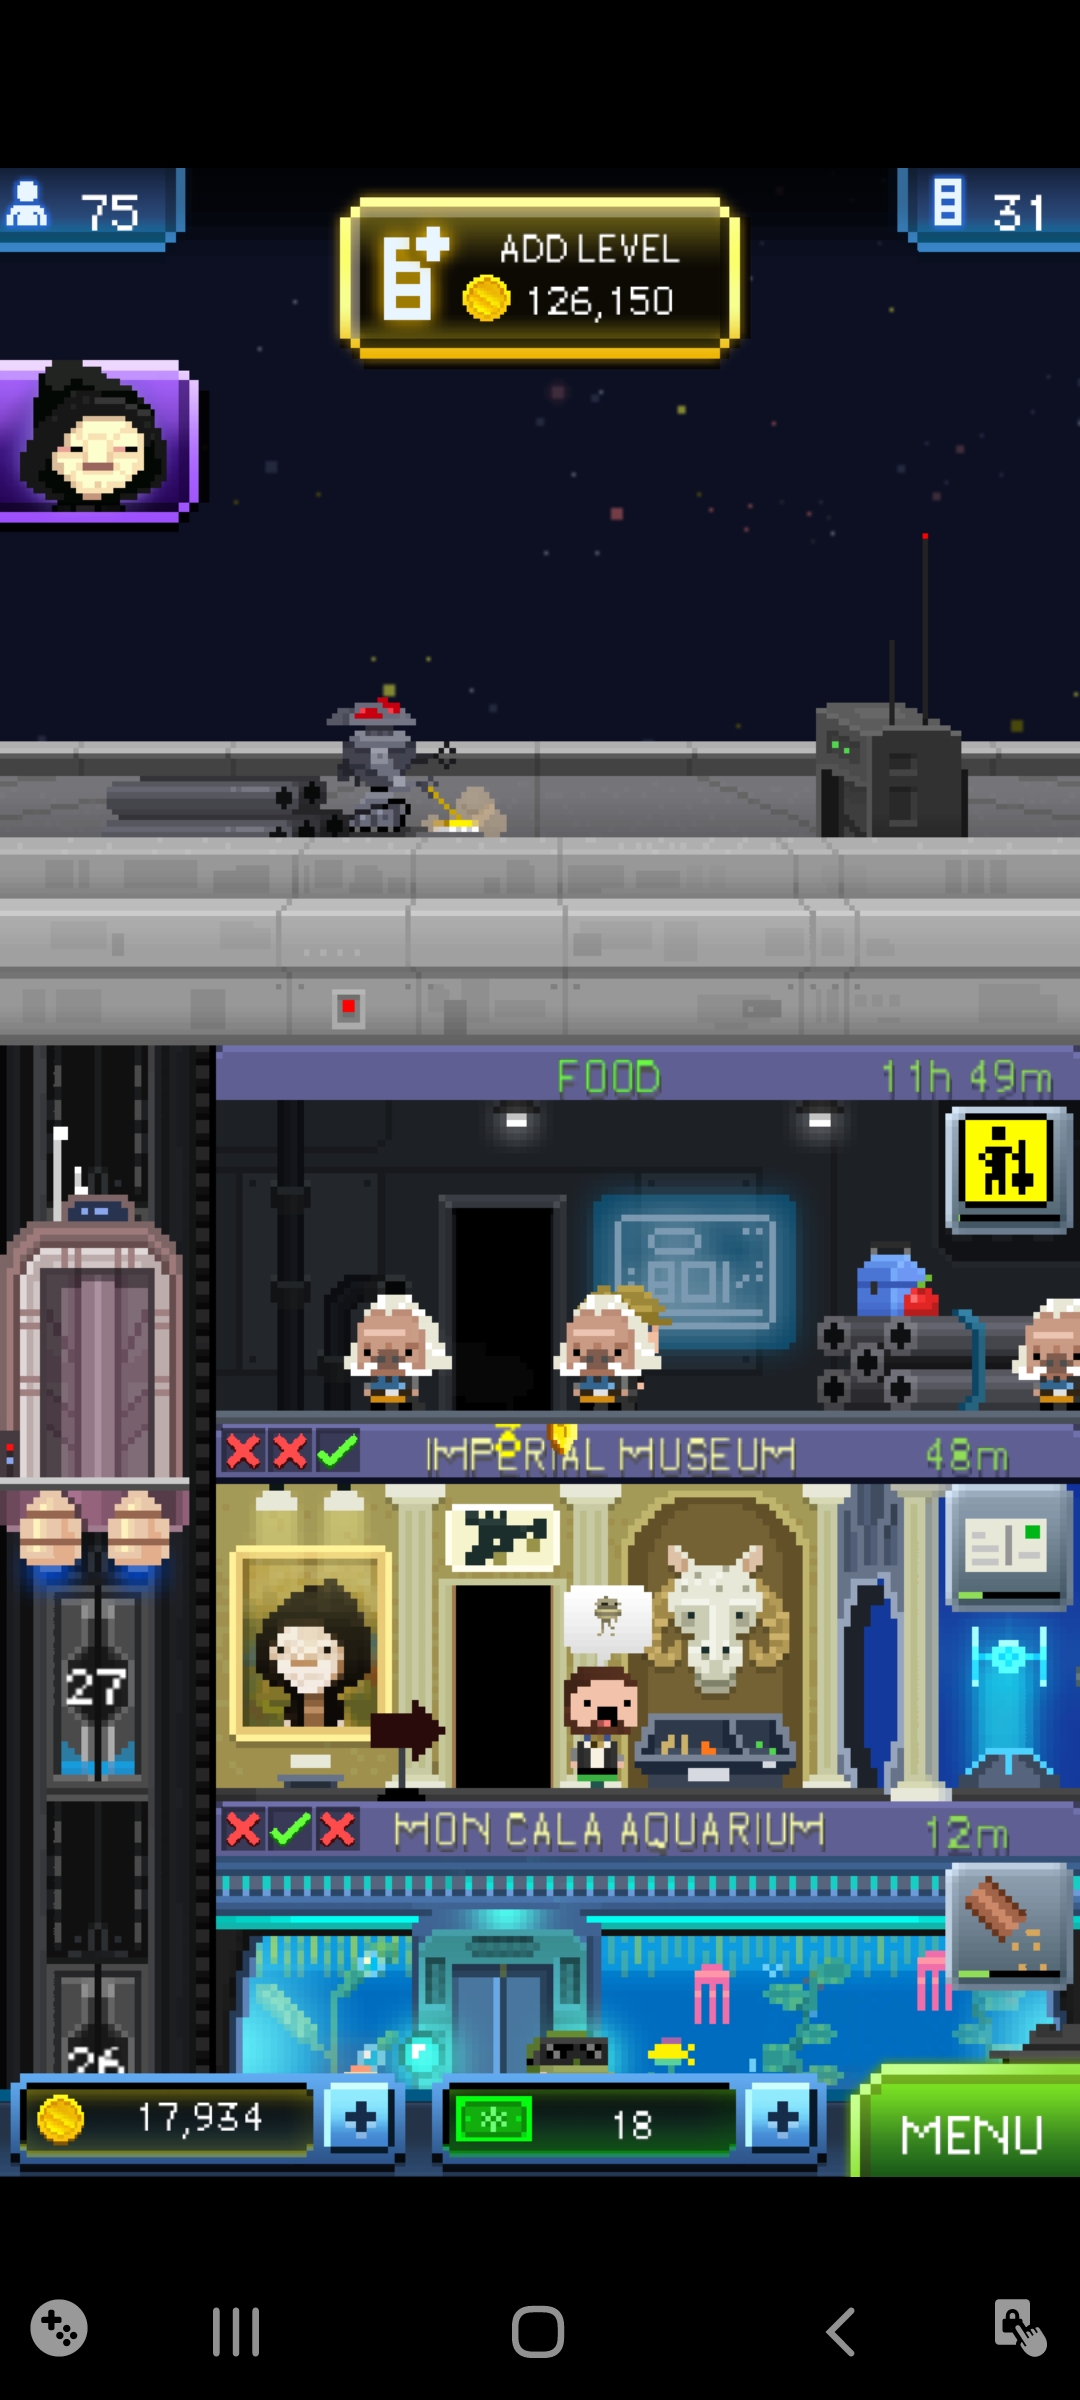 75
ADD LEVEL
126,150
31
FOOD
11h 49m
IMPERIAL MUSEUM
48m
27
MON CALA AQUARIUM
12m
26
17,934
18
MENU